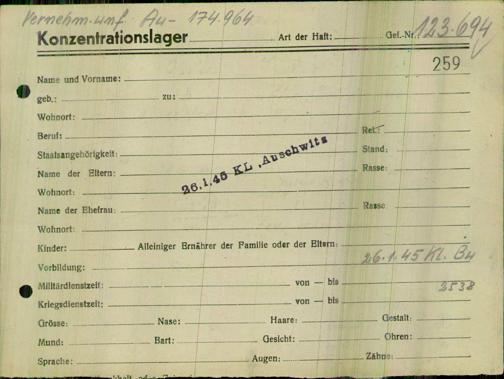 Vernehm.unf. Au- 174.964
Konzentrationslager Art der Haft: Gef.-Nr. 123.694
259
Name und Vorname:
geb.: zu:
Wohnort:
Beruf: Rel.:
Staatsangehörigkeit: Stand:
26.1.45 KL. Auschwitz
Name der Eltern: Rasse:
Wohnort:
Name der Ehefrau: Rasse:
Wohnort:
Kinder: Alleiniger Ernährer der Familie oder der Eltern:
Vorbildung: 26.1.45 Kl. Bu
Militärdienstzeit: von — bis 3538
Kriegsdienstzeit: von — bis
Grösse: Nase: Haare: Gestalt:
Mund: Bart: Gesicht: Ohren:
Sprache: Augen: Zähne: